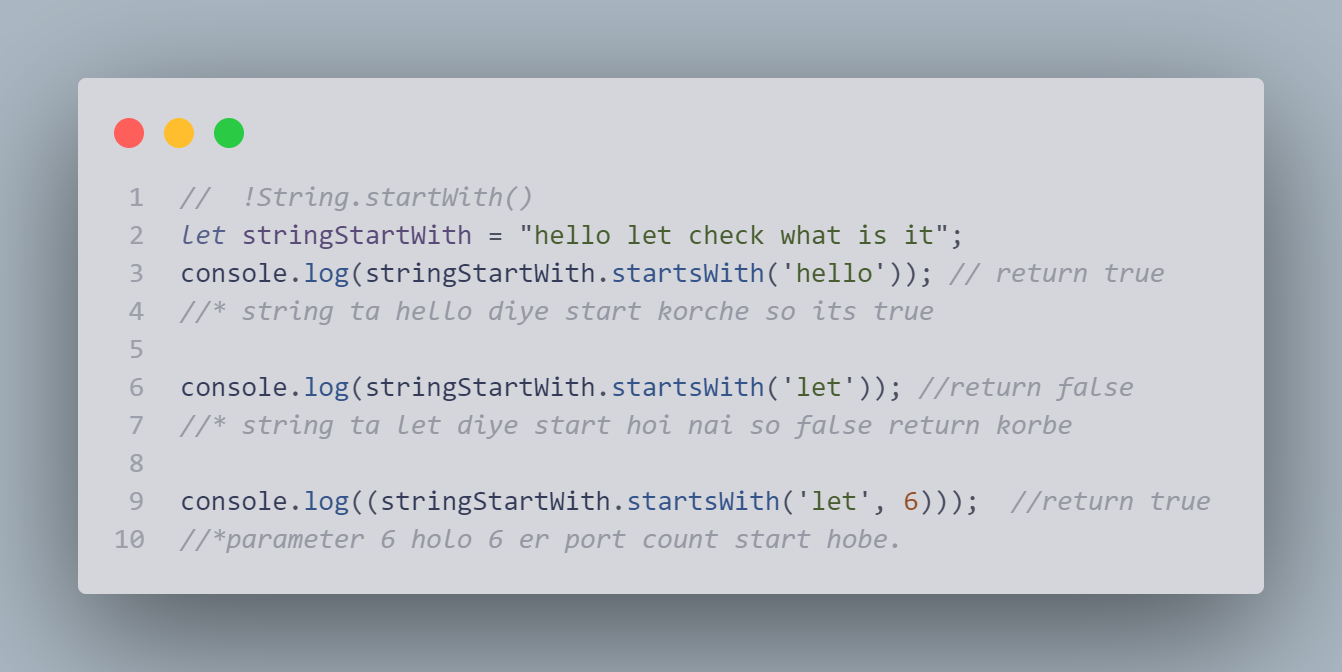 1 //  !String.startWith()
2 let stringStartWith = "hello let check what is it";
3 console.log(stringStartWith.startsWith('hello')); // return true
4 //* string ta hello diye start korche so its true
5
6 console.log(stringStartWith.startsWith('let')); //return false
7 //* string ta let diye start hoi nai so false return korbe
8
9 console.log((stringStartWith.startsWith('let', 6)));  //return true
10 //*parameter 6 holo 6 er port count start hobe.